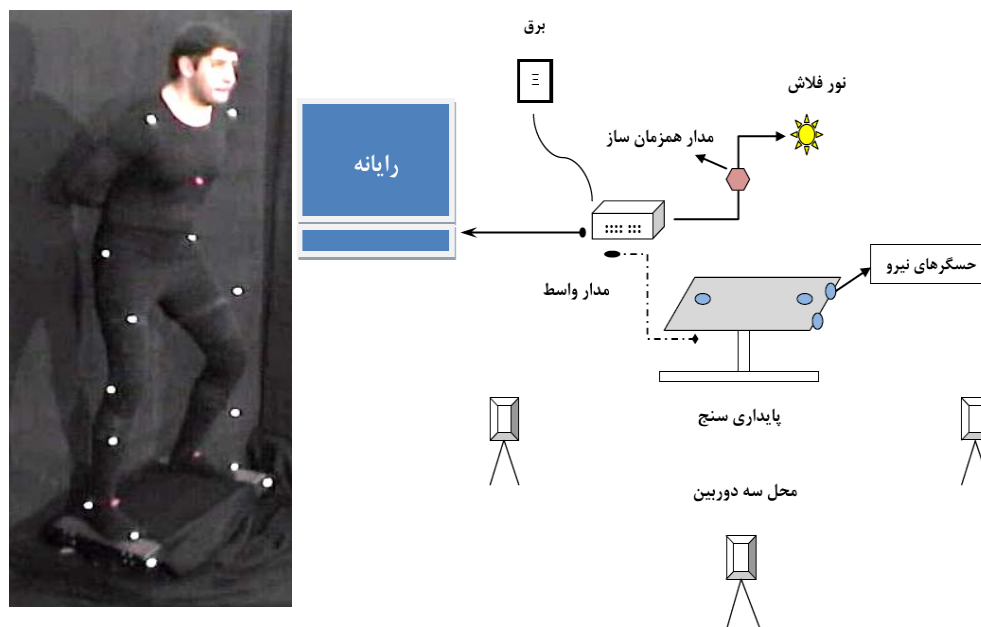 برق
نور فلاش
مدار همزمان ساز
رایانه
حسگرهای نیرو
مدار واسط
پایداری سنج
محل سه دوربین